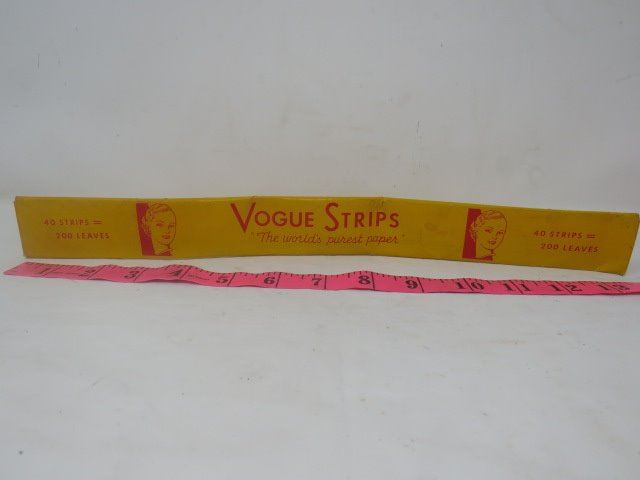 40 STRIPS =
200 LEAVES
VOGUE STRIPS
"The world's purest paper"
40 STRIPS =
200 LEAVES
1 2 3 4 5 6 7 8 9 10 11 12 13